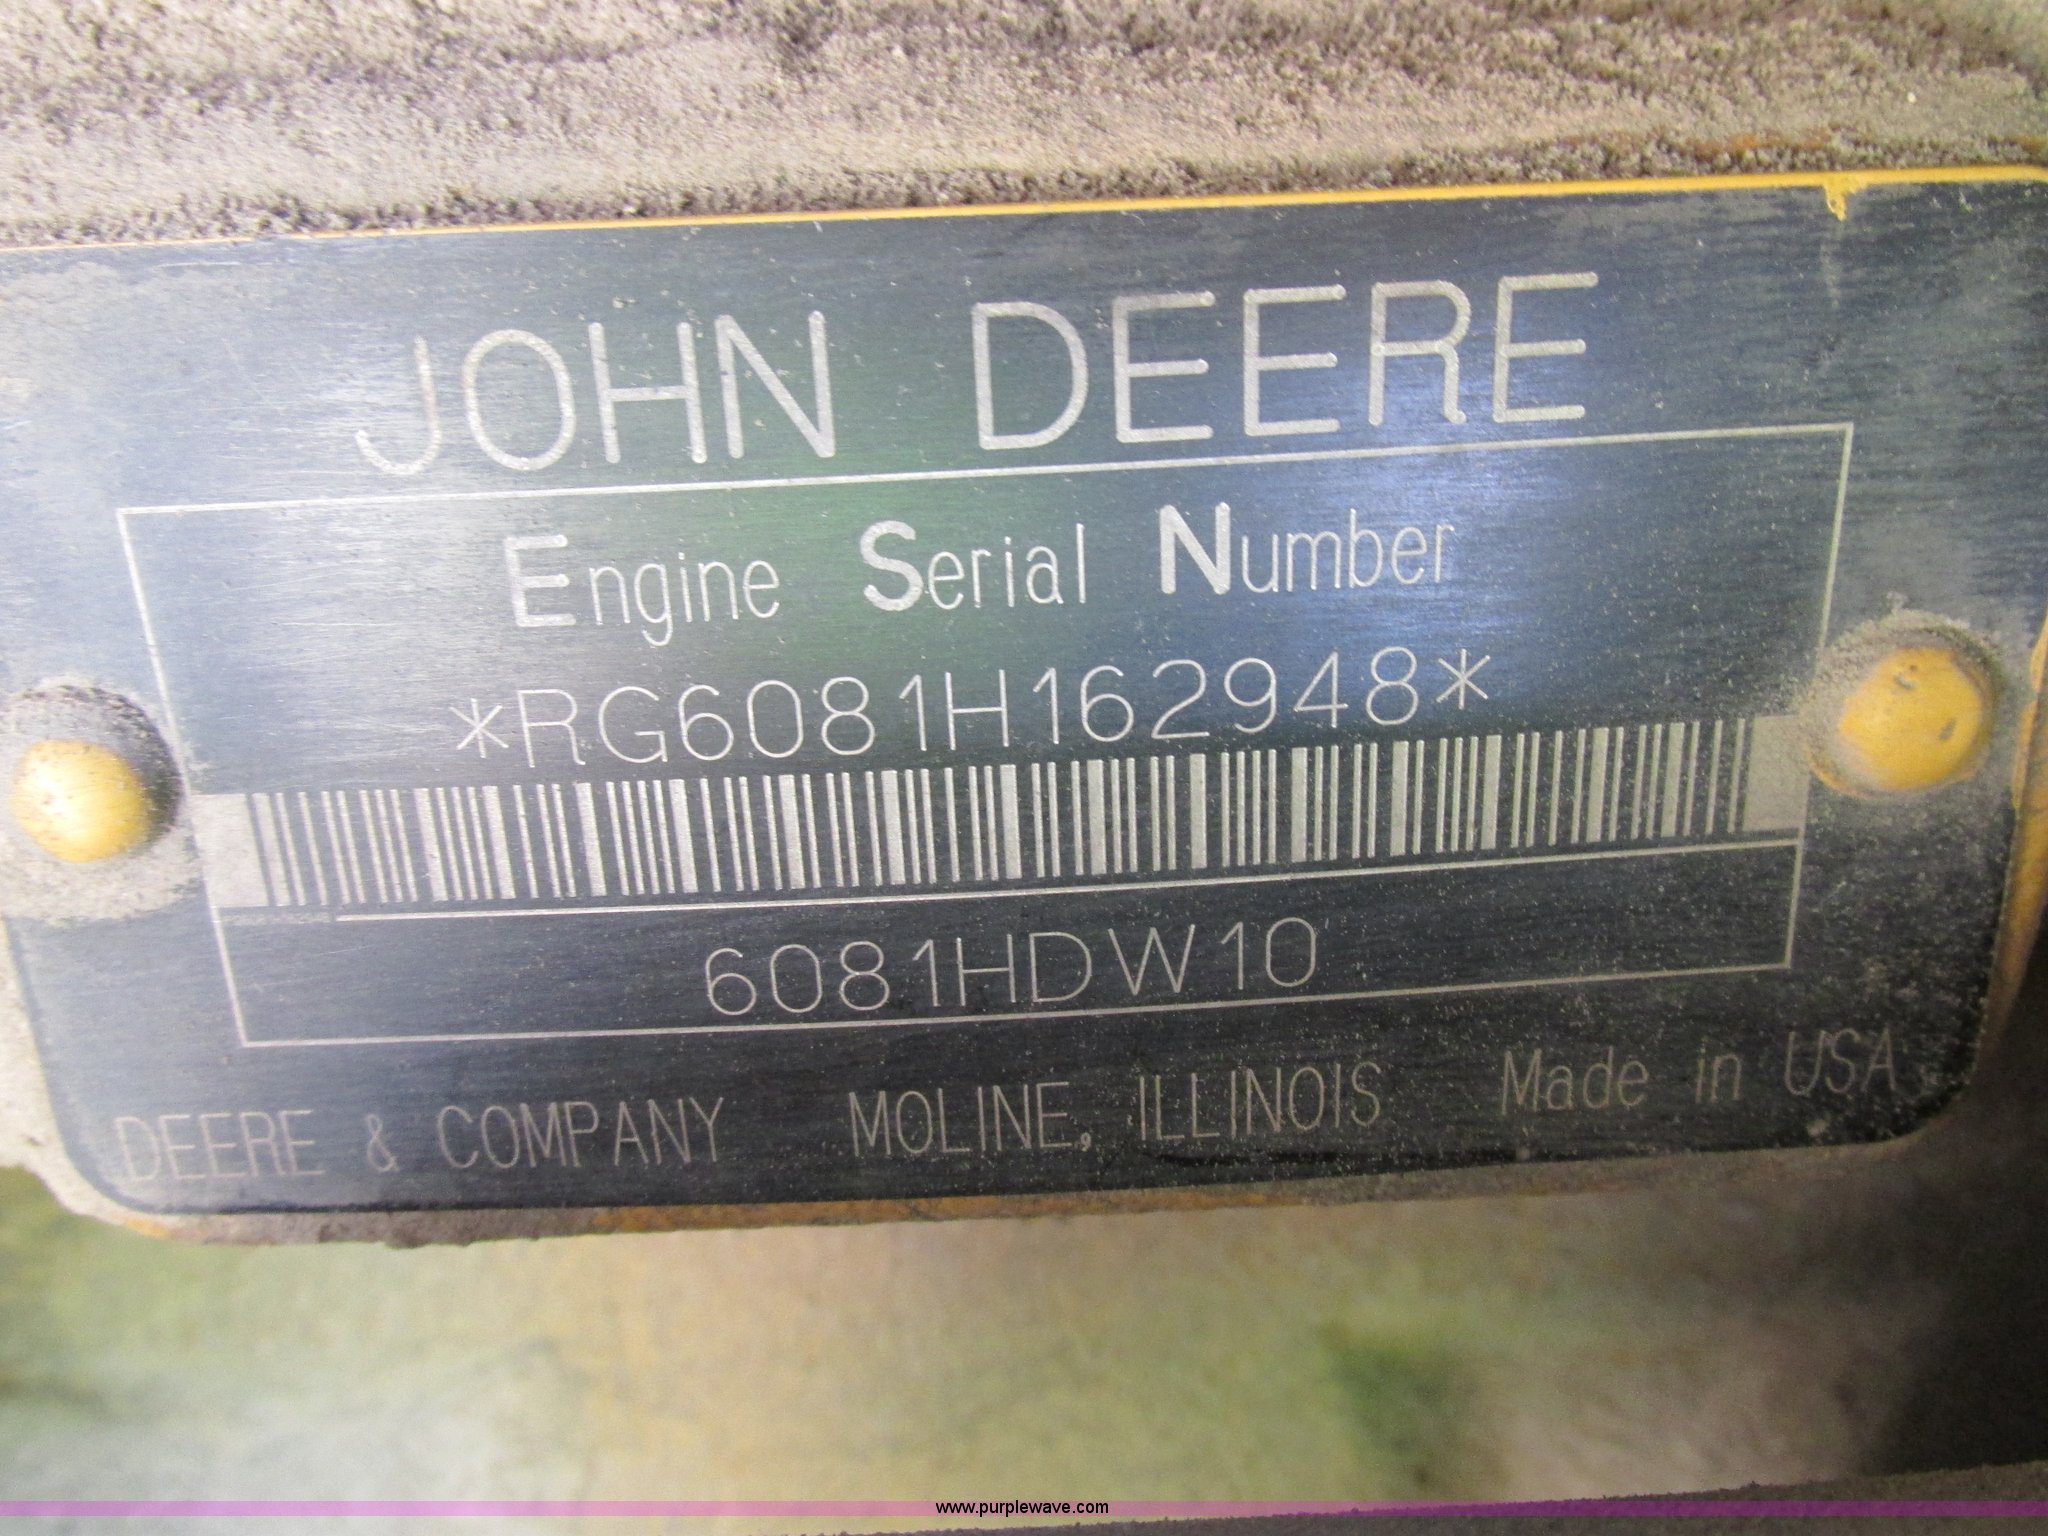 JOHN DEERE
Engine Serial Number
*RG6081H162948*
6081HDW10
DEERE & COMPANY MOLINE, ILLINOIS Made in USA
www.purplewave.com